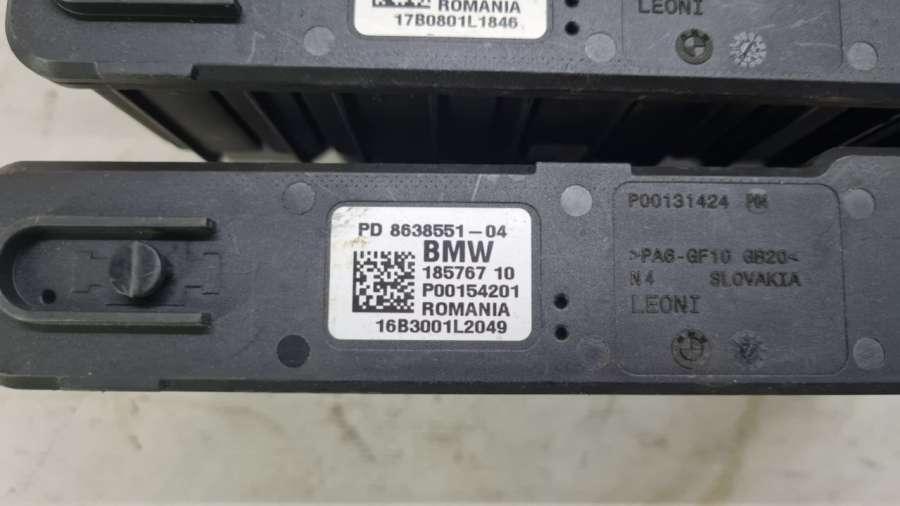 ROMANIA
17B0801L1846
LEONI
PD 8638551-04
BMW
185767 10
P00154201
ROMANIA
16B3001L2049
P00131424
>PA6-GF10 GB20<
N4 SLOVAKIA
LEONI